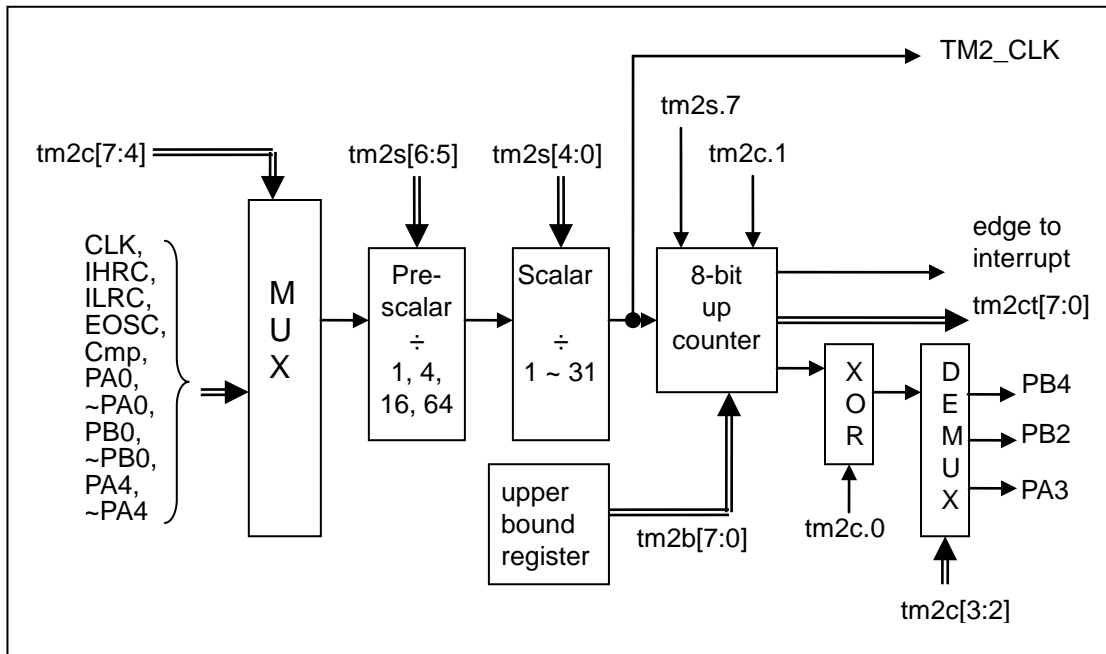 TM2_CLK
tm2s.7
tm2c[7:4]
tm2s[6:5]
tm2s[4:0]
tm2c.1
CLK,
IHRC,
ILRC,
EOSC,
Cmp,
PA0,
~PA0,
PB0,
~PB0,
PA4,
~PA4
M
U
X
Pre-
scalar
÷
1, 4,
16, 64
Scalar
÷
1 ~ 31
8-bit
up
counter
edge to
interrupt
tm2ct[7:0]
X
O
R
D
E
M
U
X
PB4
PB2
PA3
upper
bound
register
tm2b[7:0]
tm2c.0
tm2c[3:2]